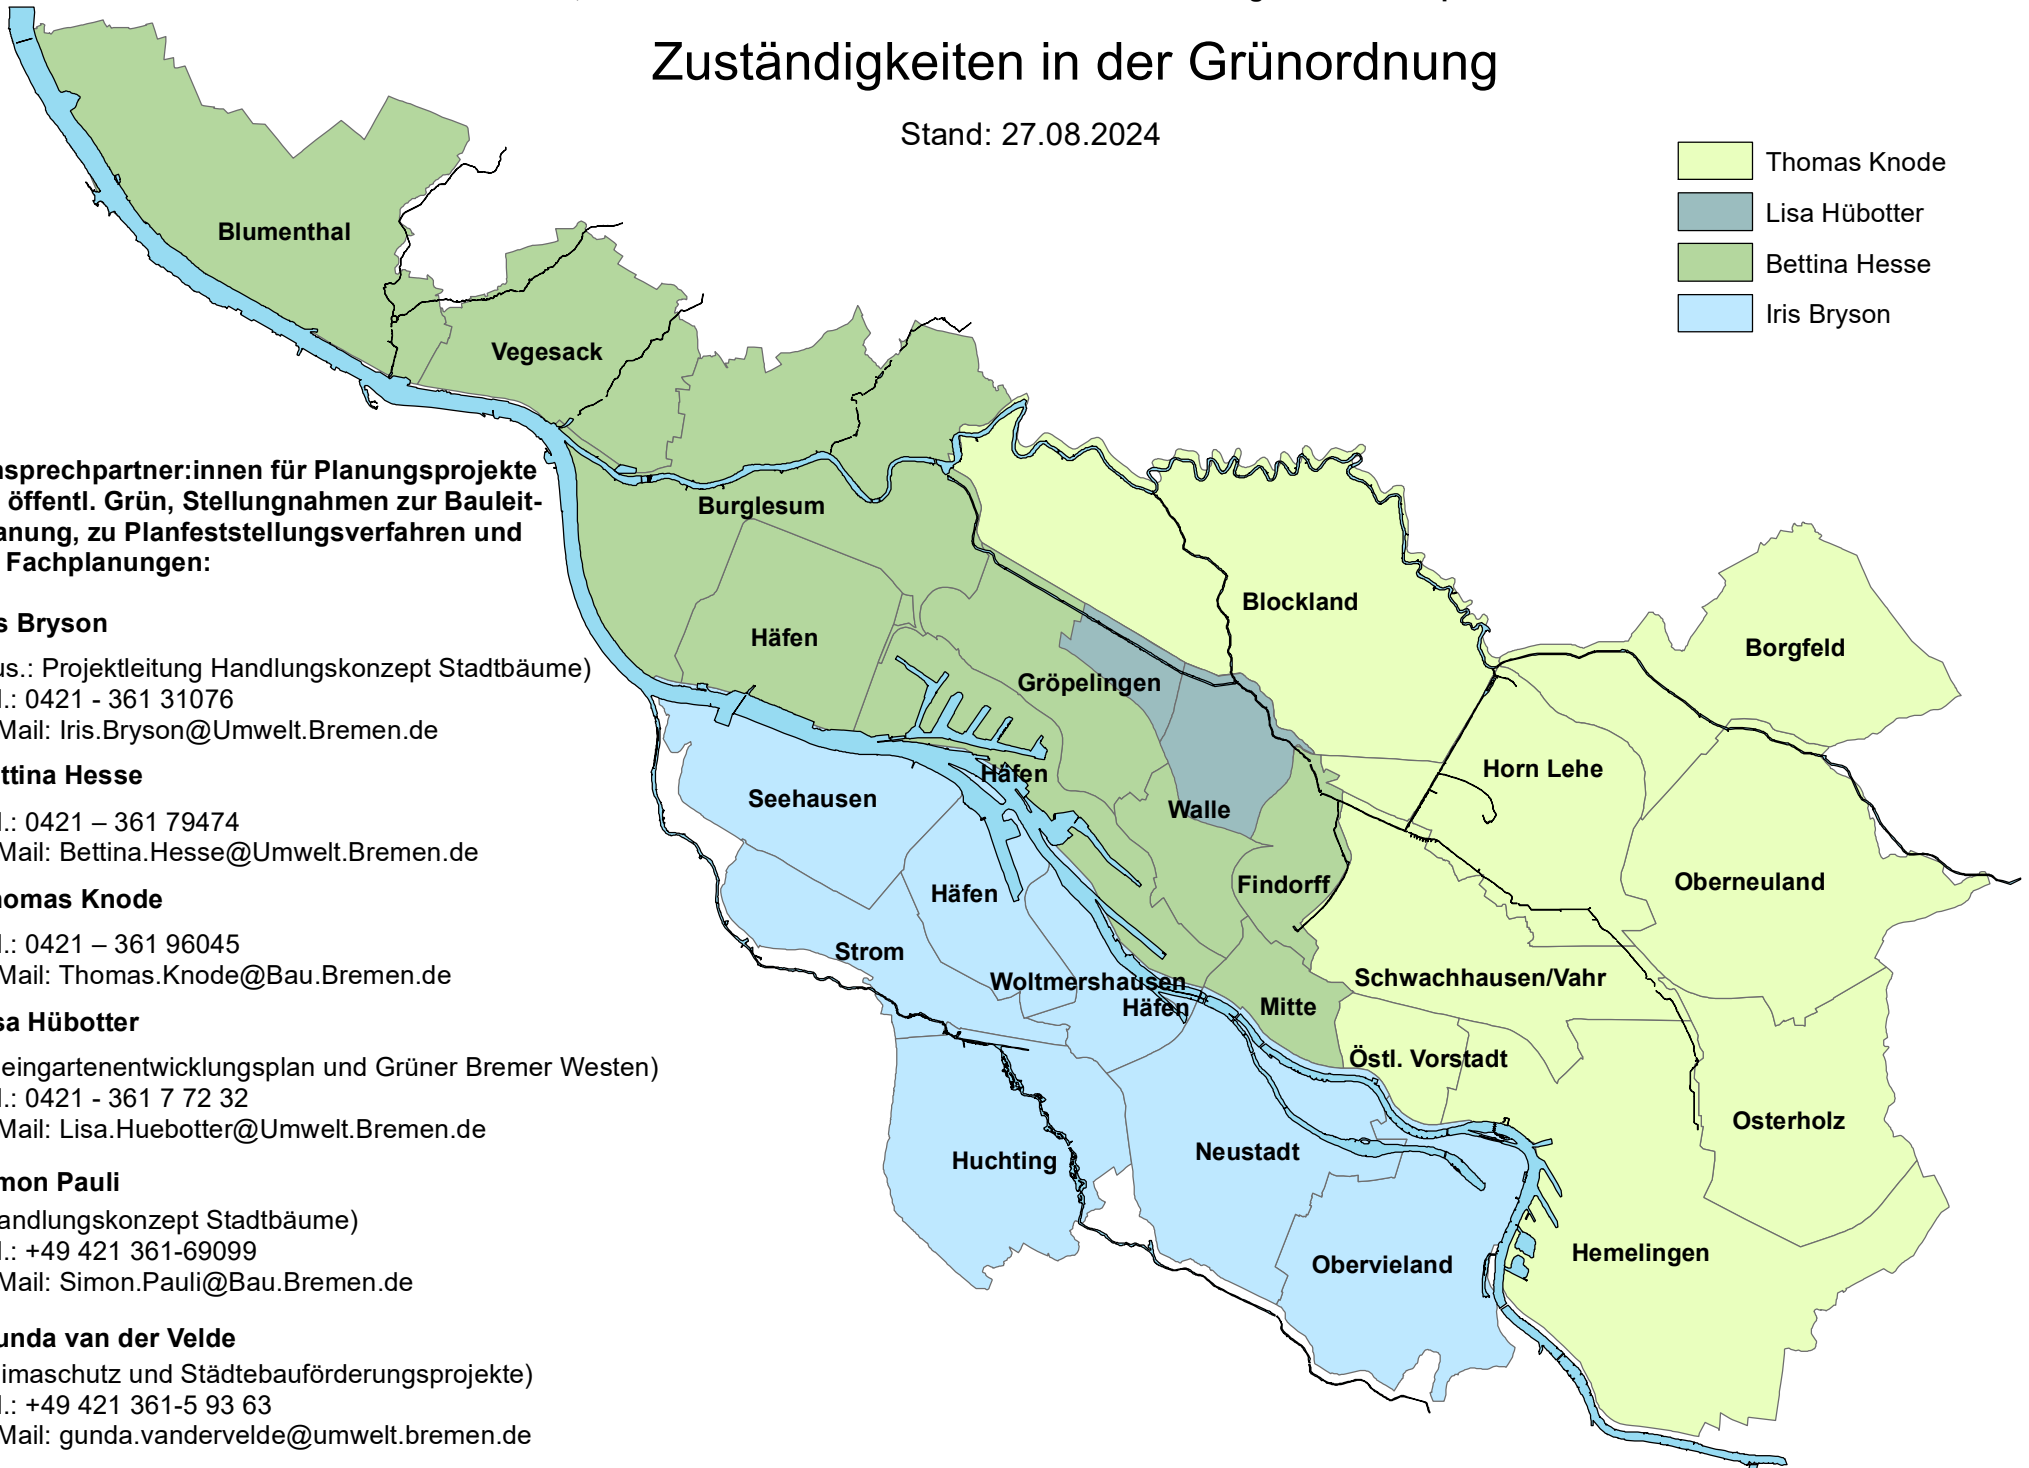 Zuständigkeiten in der Grünordnung
Stand: 27.08.2024
Thomas Knode
Lisa Hübotter
Bettina Hesse
Iris Bryson
Blumenthal
Vegesack
Burglesum
Häfen
Blockland
Borgfeld
Gröpelingen
Häfen
Horn Lehe
Seehausen
Walle
Findorff
Oberneuland
Häfen
Strom
Woltmershausen
Häfen
Mitte
Schwachhausen/Vahr
Östl. Vorstadt
Osterholz
Huchting
Neustadt
Obervieland
Hemelingen
nsprechpartner:innen für Planungsprojekte
öffentl. Grün, Stellungnahmen zur Bauleit-
anung, zu Planfeststellungsverfahren und
Fachplanungen:
s Bryson
us.: Projektleitung Handlungskonzept Stadtbäume)
l.: 0421 - 361 31076
Mail: Iris.Bryson@Umwelt.Bremen.de
ttina Hesse
l.: 0421 – 361 79474
Mail: Bettina.Hesse@Umwelt.Bremen.de
homas Knode
l.: 0421 – 361 96045
Mail: Thomas.Knode@Bau.Bremen.de
sa Hübotter
eingartenentwicklungsplan und Grüner Bremer Westen)
l.: 0421 - 361 7 72 32
Mail: Lisa.Huebotter@Umwelt.Bremen.de
mon Pauli
andlungskonzept Stadtbäume)
l.: +49 421 361-69099
Mail: Simon.Pauli@Bau.Bremen.de
unda van der Velde
imaschutz und Städtebauförderungsprojekte)
l.: +49 421 361-5 93 63
Mail: gunda.vandervelde@umwelt.bremen.de